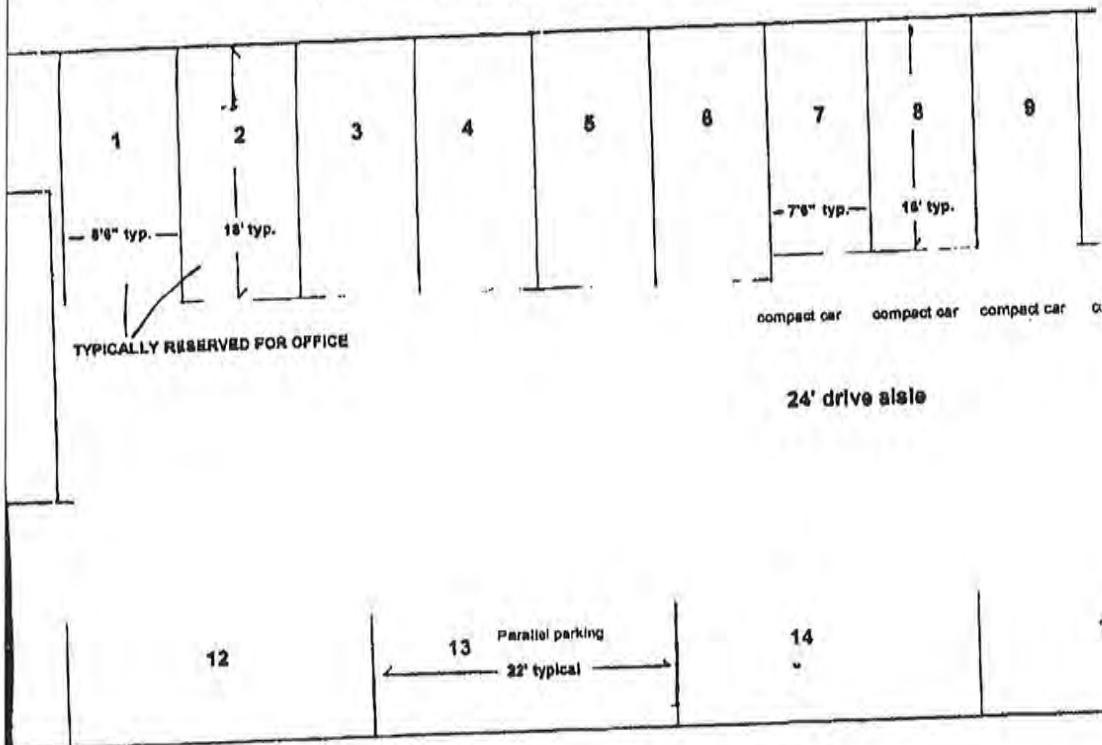 1
2
3
4
5
6
7
8
9
8'6" typ.
18' typ.
7'6" typ.
16' typ.
compact car
compact car
compact car
TYPICALLY RESERVED FOR OFFICE
24' drive aisle
12
13
Parallel parking
22' typical
14